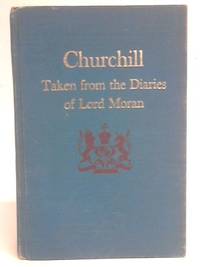 Churchill
Taken from the Diaries
of Lord Moran